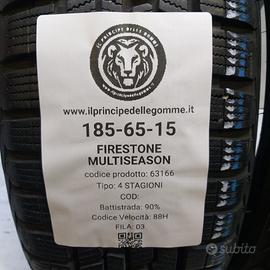 IL PRINCIPE DELLE GOMME
www.ilprincipedellegomme.it
185-65-15
FIRESTONE
MULTISEASON
codice prodotto: 63166
Tipo: 4 STAGIONI
COD:
Battistrada: 90%
Codice Velocità: 88H
FILA: 03
subito